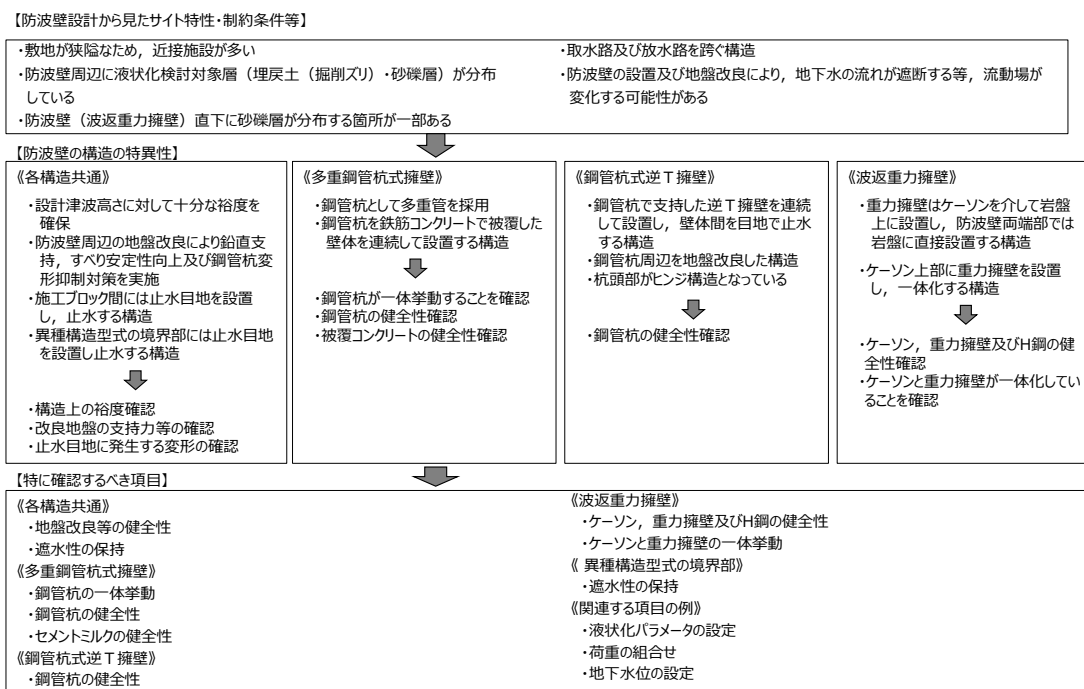 【防波壁設計から見たサイト特性・制約条件等】
・敷地が狭隘なため，近接施設が多い
・防波壁周辺に液状化検討対象層（埋戻土（掘削ズリ）・砂礫層）が分布
している
・防波壁（波返重力擁壁）直下に砂礫層が分布する箇所が一部ある
・取水路及び放水路を跨ぐ構造
・防波壁の設置及び地盤改良により，地下水の流れが遮断する等，流動場が
変化する可能性がある
【防波壁の構造の特異性】
《各構造共通》
・設計津波高さに対して十分な裕度を
確保
・防波壁周辺の地盤改良により鉛直支
持，すべり安定性向上及び鋼管杭変
形抑制対策を実施
・施工ブロック間には止水目地を設置
し，止水する構造
・異種構造型式の境界部には止水目地
を設置し止水する構造
・構造上の裕度確認
・改良地盤の支持力等の確認
・止水目地に発生する変形の確認
《多重鋼管杭式擁壁》
・鋼管杭として多重管を採用
・鋼管杭を鉄筋コンクリートで被覆した
壁体を連続して設置する構造
・鋼管杭が一体挙動することを確認
・鋼管杭の健全性確認
・被覆コンクリートの健全性確認
《鋼管杭式逆Ｔ擁壁》
・鋼管杭で支持した逆Ｔ擁壁を連続
して設置し，壁体間を目地で止水
する構造
・鋼管杭周辺を地盤改良した構造
・杭頭部がヒンジ構造となっている
・鋼管杭の健全性確認
《波返重力擁壁》
・重力擁壁はケーソンを介して岩盤
上に設置し，防波壁両端部では
岩盤に直接設置する構造
・ケーソン上部に重力擁壁を設置
し，一体化する構造
・ケーソン，重力擁壁及びH鋼の健
全性確認
・ケーソンと重力擁壁が一体化してい
ることを確認
【特に確認するべき項目】
《各構造共通》
・地盤改良等の健全性
・遮水性の保持
《多重鋼管杭式擁壁》
・鋼管杭の一体挙動
・鋼管杭の健全性
・セメントミルクの健全性
《鋼管杭式逆Ｔ擁壁》
・鋼管杭の健全性
《波返重力擁壁》
・ケーソン，重力擁壁及びH鋼の健全性
・ケーソンと重力擁壁の一体挙動
《 異種構造型式の境界部》
・遮水性の保持
《関連する項目の例》
・液状化パラメータの設定
・荷重の組合せ
・地下水位の設定